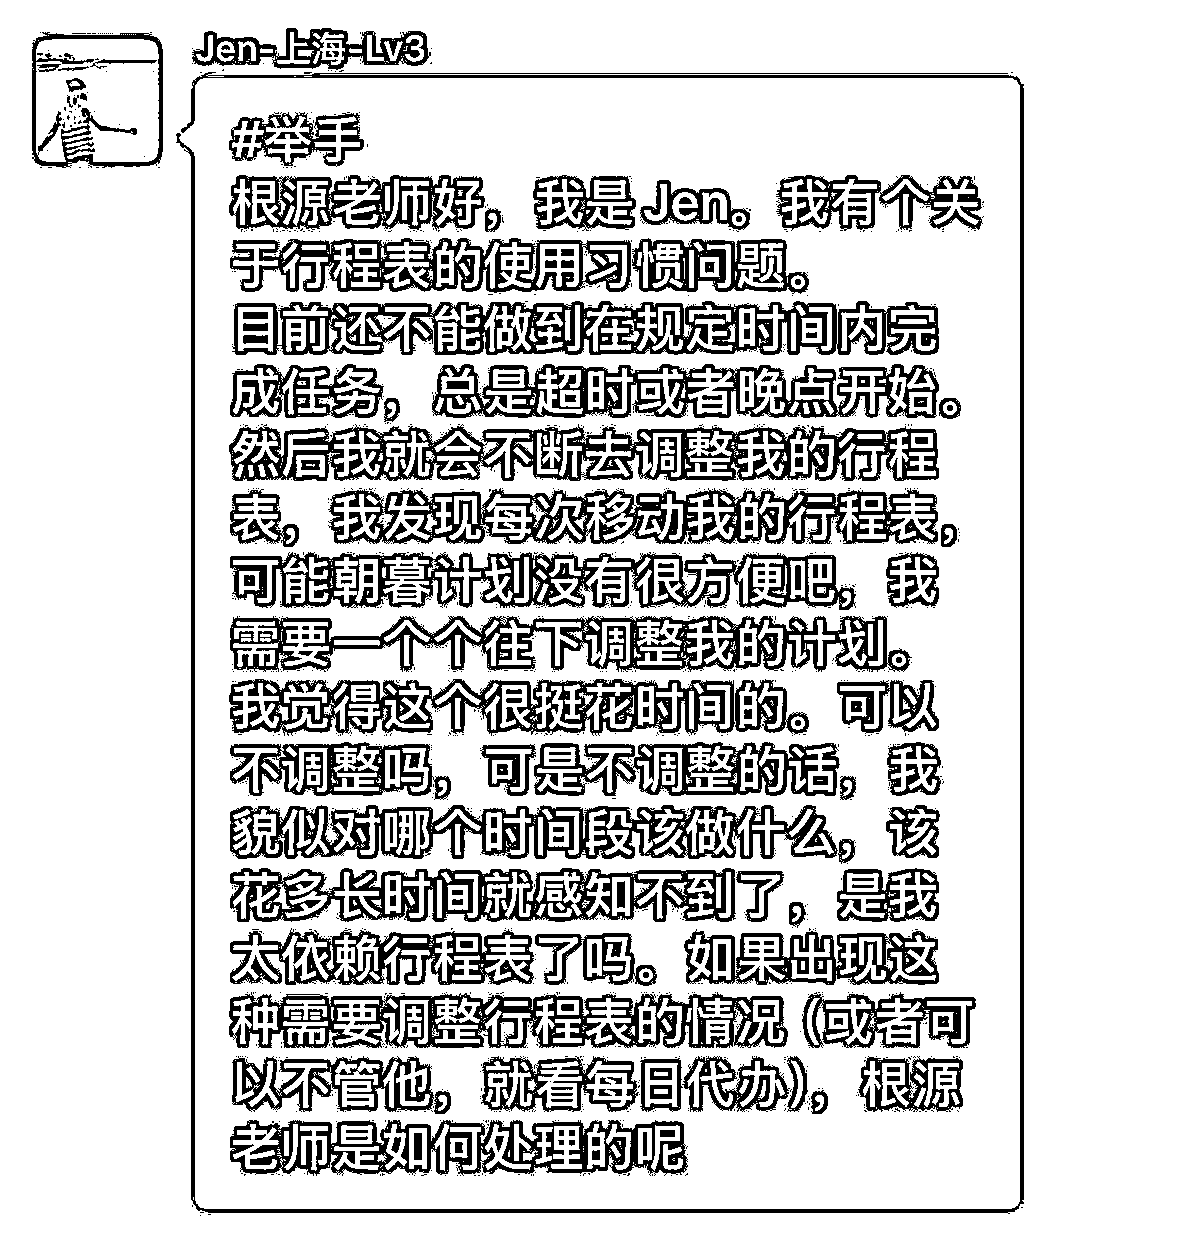 Jen-上海-Lv3
#举手
根源老师好，我是 Jen。我有个关
于行程表的使用习惯问题。
目前还不能做到在规定时间内完
成任务，总是超时或者晚点开始。
然后我就会不断去调整我的行程
表，我发现每次移动我的行程表，
可能朝暮计划没有很方便吧，我
需要一个个往下调整我的计划。
我觉得这个很挺花时间的。可以
不调整吗，可是不调整的话，我
貌似对哪个时间段该做什么，该
花多长时间就感知不到了，是我
太依赖行程表了吗。如果出现这
种需要调整行程表的情况（或者可
以不管他，就看每日代办），根源
老师是如何处理的呢